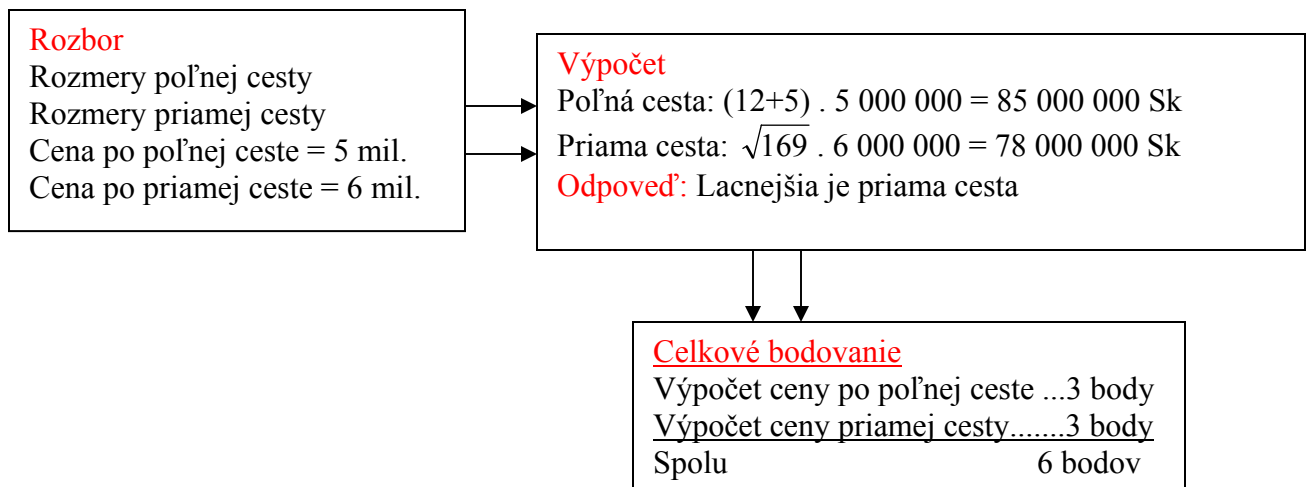 Rozbor
Rozmery poľnej cesty
Rozmery priamej cesty
Cena po poľnej ceste = 5 mil.
Cena po priamej ceste = 6 mil.
Výpočet
Poľná cesta: (12+5) . 5 000 000 = 85 000 000 Sk
Priama cesta: √169 . 6 000 000 = 78 000 000 Sk
Odpoveď: Lacnejšia je priama cesta
Celkové bodovanie
Výpočet ceny po poľnej ceste ...3 body
Výpočet ceny priamej cesty.......3 body
Spolu 6 bodov